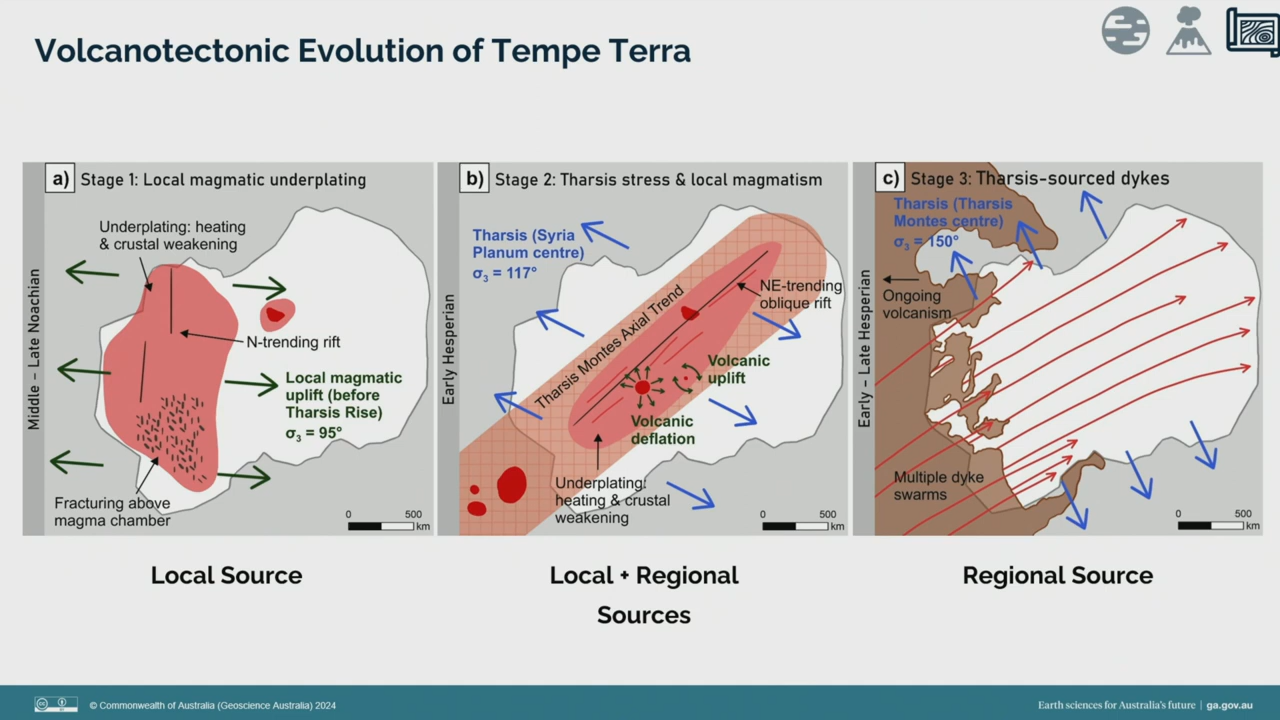 Volcanotectonic Evolution of Tempe Terra
a) Stage 1: Local magmatic underplating
Middle – Late Noachian
Underplating: heating
& crustal weakening
N-trending rift
Local magmatic
uplift (before
Tharsis Rise)
σ₃ = 95°
Fracturing above
magma chamber
0 500
km
Local Source
b) Stage 2: Tharsis stress & local magmatism
Early Hesperian
Tharsis (Syria
Planum centre)
σ₃ = 117°
Tharsis Montes Axial Trend
NE-trending
oblique rift
Volcanic
uplift
Volcanic
deflation
Underplating:
heating & crustal
weakening
0 500
km
Local + Regional
Sources
c) Stage 3: Tharsis-sourced dykes
Early – Late Hesperian
Tharsis (Tharsis
Montes centre)
σ₃ = 150°
Ongoing
volcanism
Multiple dyke
swarms
0 500
km
Regional Source
© Commonwealth of Australia (Geoscience Australia) 2024
Earth sciences for Australia's future | ga.gov.au